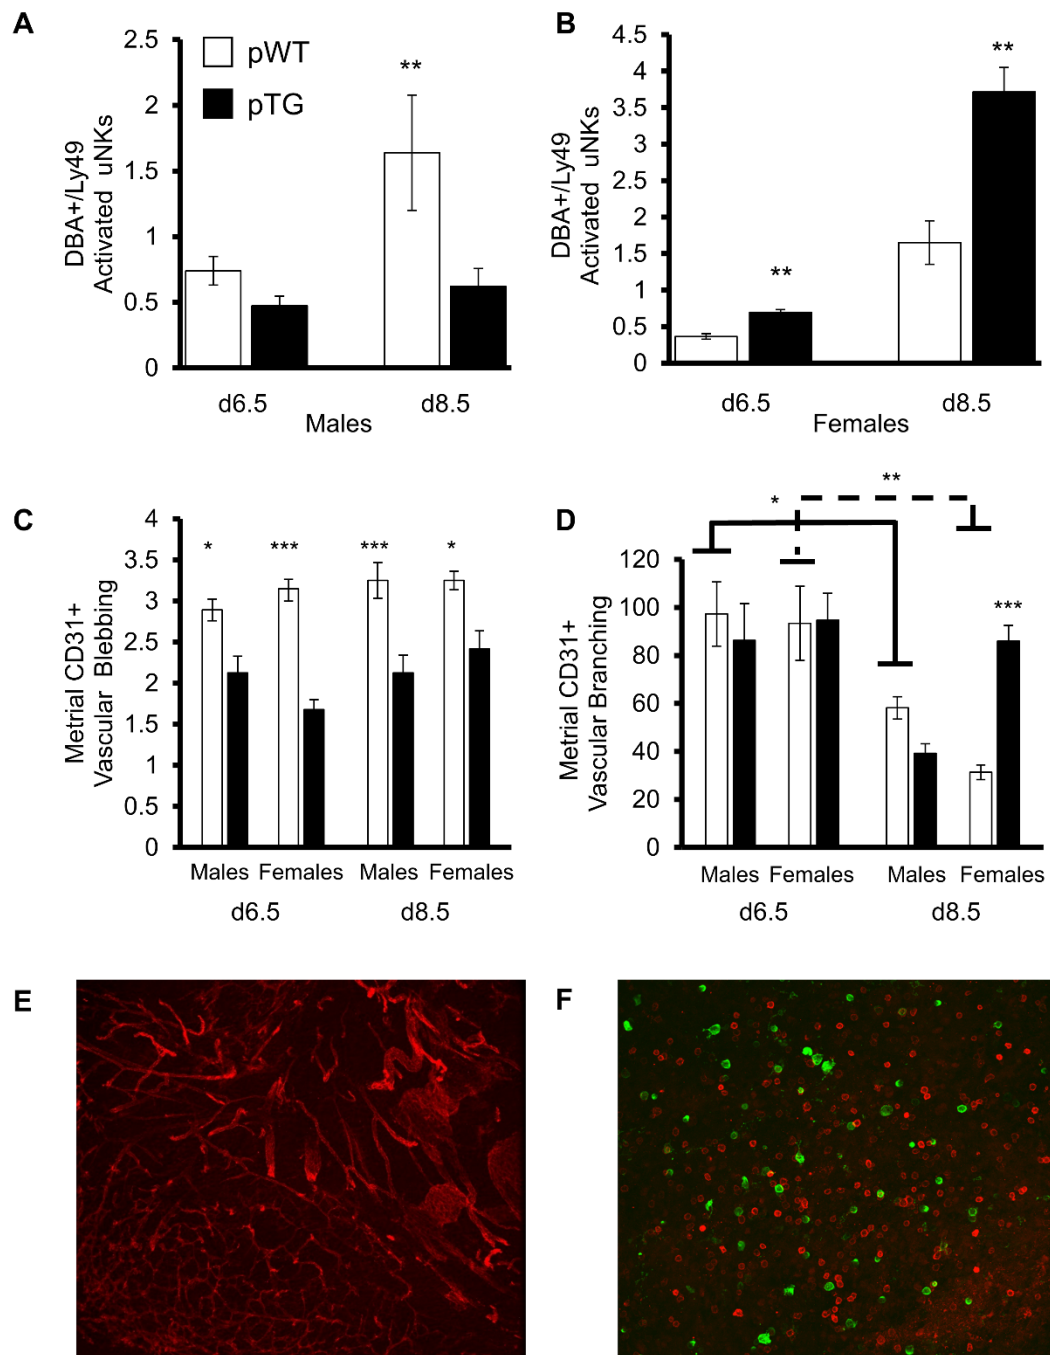 A
DBA+/Ly49
Activated uNKs
2.5
2
1.5
1
0.5
0
pWT
pTG
**
d6.5
d8.5
Males
B
DBA+/Ly49
Activated uNKs
4.5
4
3.5
3
2.5
2
1.5
1
0.5
0
**
**
d6.5
d8.5
Females
C
Metrial CD31+
Vascular Blebbing
4
3.5
3
2.5
2
1.5
1
0.5
0
*
***
***
*
Males Females Males Females
d6.5
d8.5
D
Metrial CD31+
Vascular Branching
120
100
80
60
40
20
0
*
**
***
Males Females Males Females
d6.5
d8.5
E
F